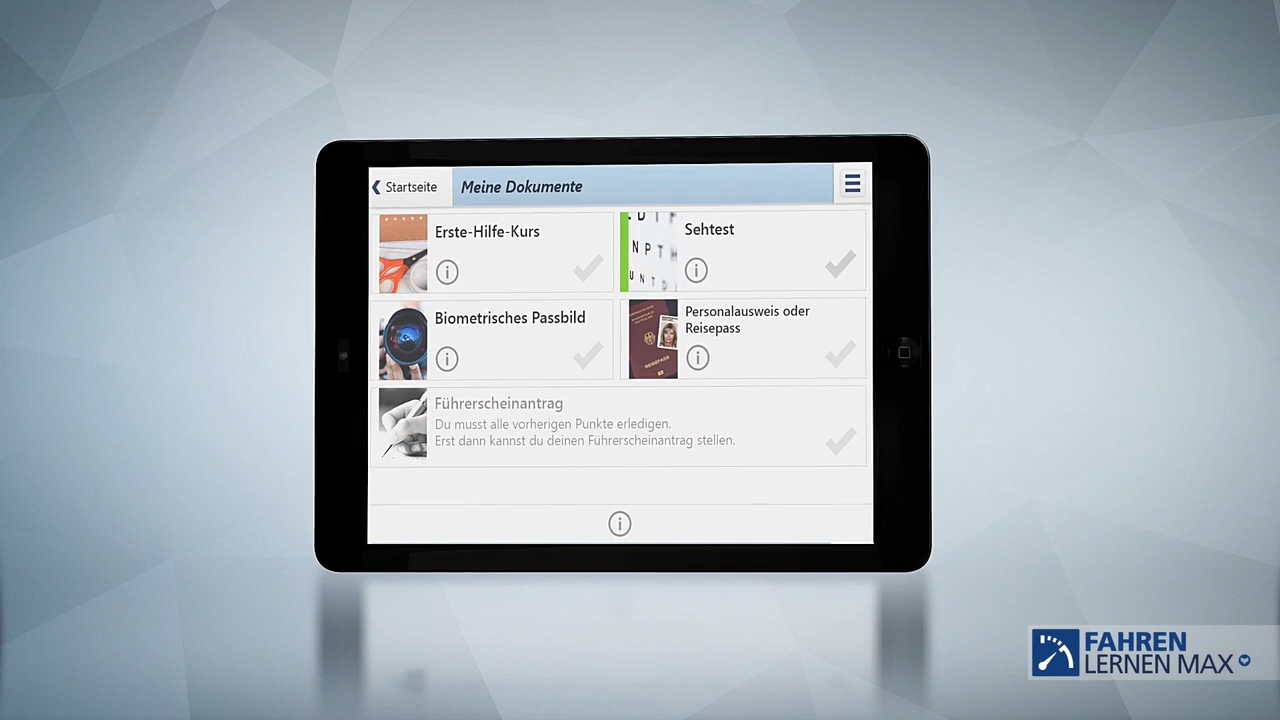 Startseite
Meine Dokumente
Erste-Hilfe-Kurs
Sehtest
N P T H
U N T D
Biometrisches Passbild
Personalausweis oder
Reisepass
REISEPASS
Führerscheinantrag
Du musst alle vorherigen Punkte erledigen.
Erst dann kannst du deinen Führerscheinantrag stellen.
FAHREN
LERNEN MAX